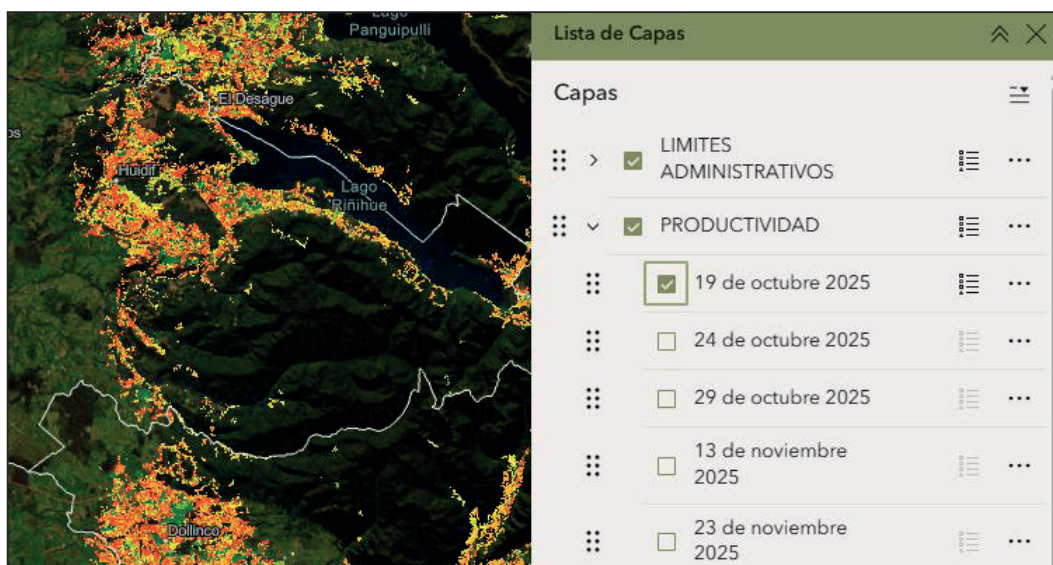 Lago
Panguipulli
El Desague
os
Huidif
Lago
Riñihue
Dollinco
Lista de Capas
Capas
LIMITES
ADMINISTRATIVOS
PRODUCTIVIDAD
19 de octubre 2025
24 de octubre 2025
29 de octubre 2025
13 de noviembre
2025
23 de noviembre
2025